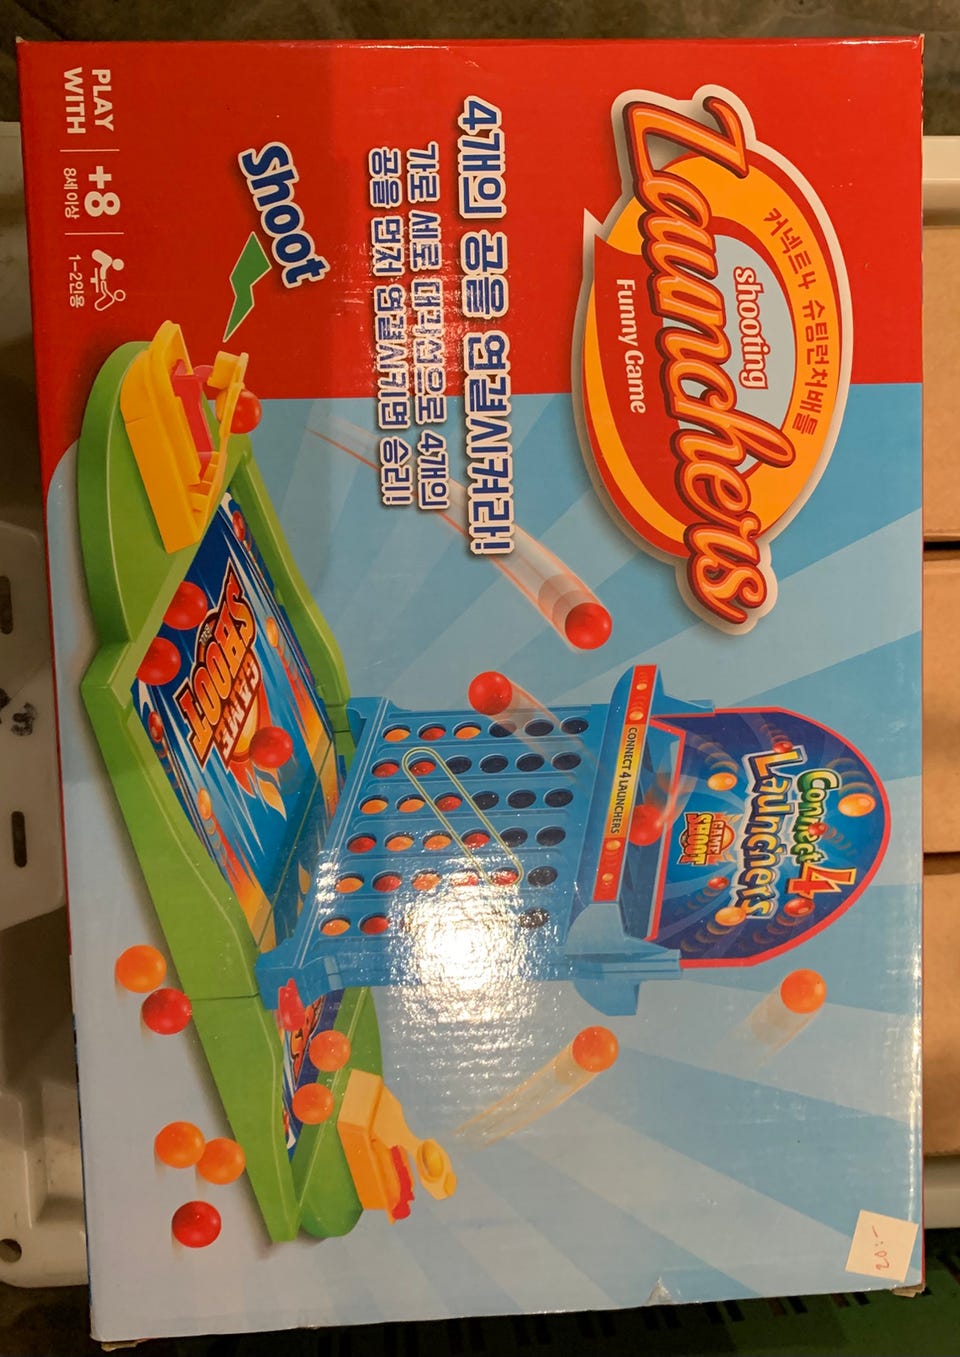 커넥트4 슈팅런처배틀
shooting
Launchers
Funny Game
4개의 공을 연결시켜라!
가로 세로 대각선으로 4개의
공을 먼저 연결시키면 승리!
Shoot
PLAY
WITH
+8
8세 이상
1~2인용
Connect 4
Launchers
GAME
SHOOT
CONNECT 4 LAUNCHERS
SHOOT
GAME
20:-